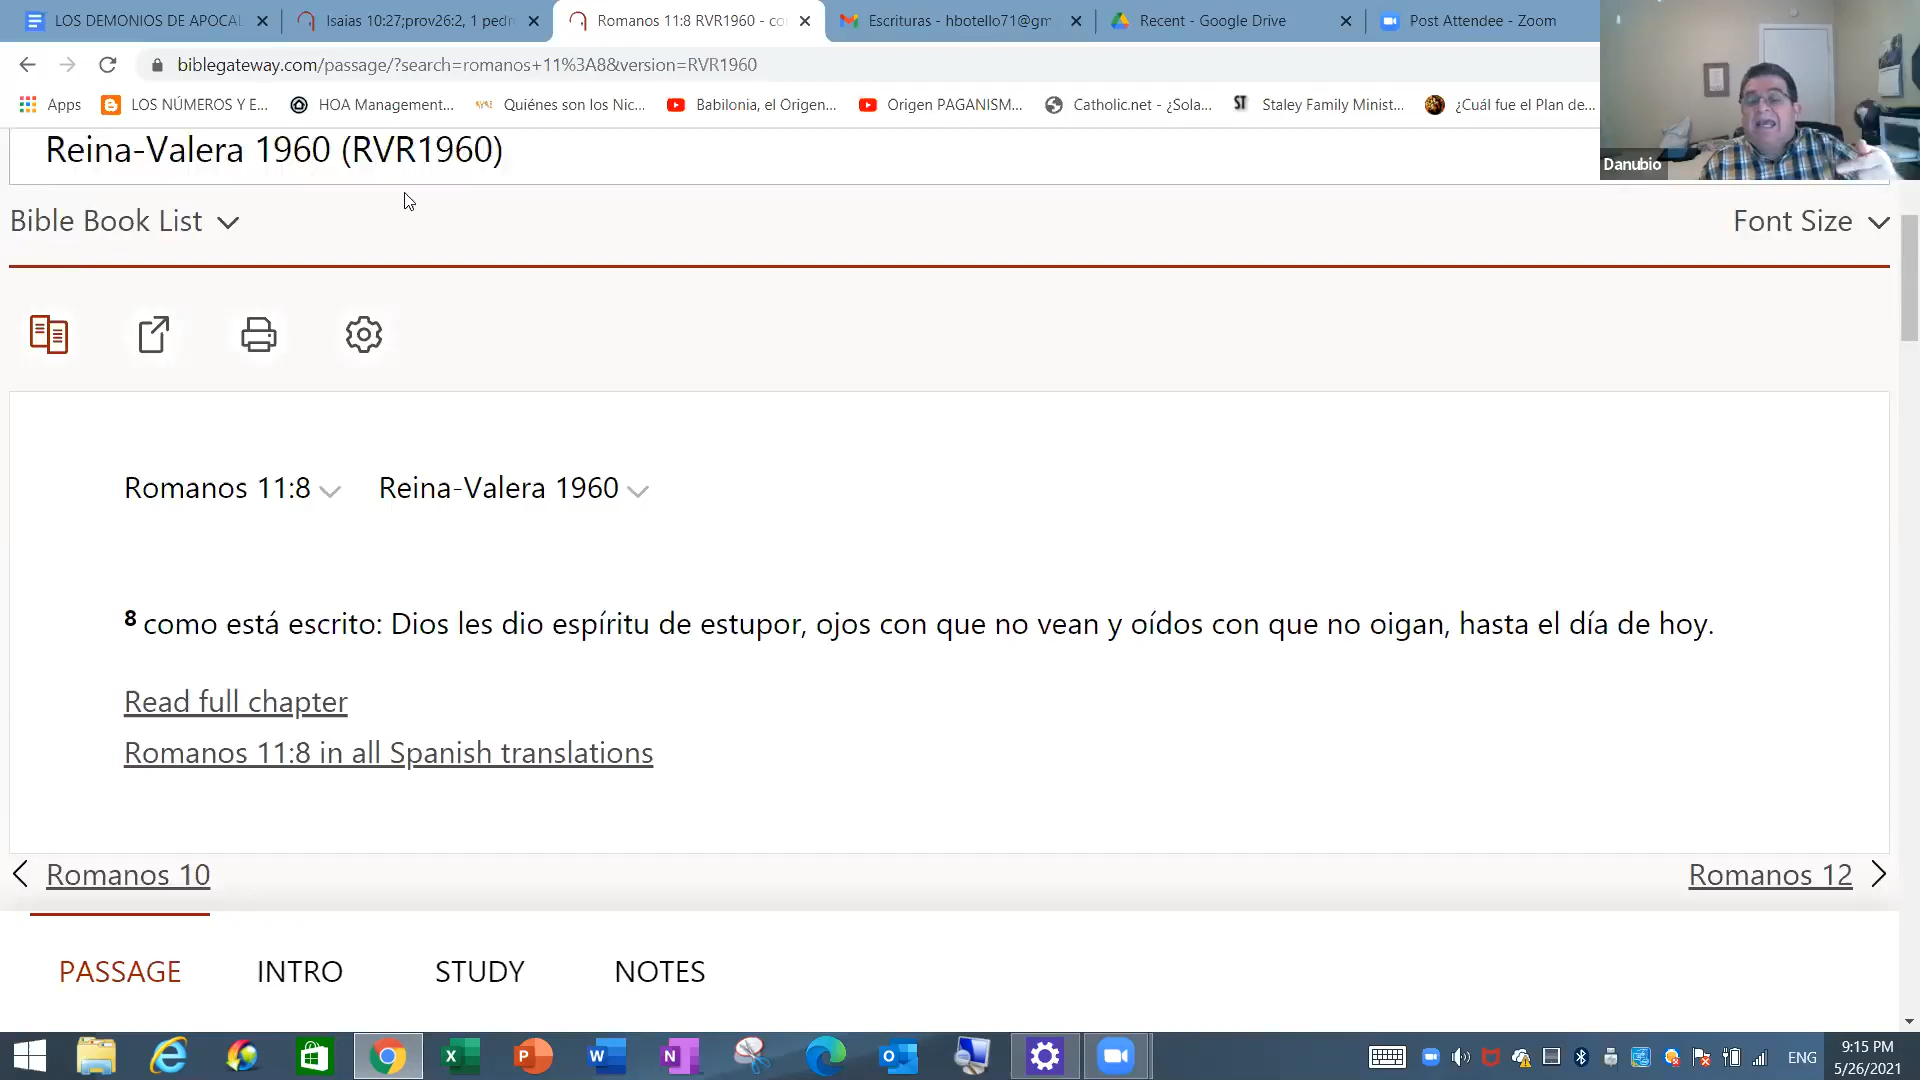 LOS DEMONIOS DE APOCAL
Isaias 10:27;prov26:2, 1 pedr
Romanos 11:8 RVR1960 - co
Escrituras - hbotello71@gm
Recent - Google Drive
Post Attendee - Zoom
biblegateway.com/passage/?search=romanos+11%3A8&version=RVR1960
Apps
LOS NÚMEROS Y E...
HOA Management...
Quiénes son los Nic...
Babilonia, el Origen...
Origen PAGANISM...
Catholic.net - ¿Sola...
ST
Staley Family Minist...
¿Cuál fue el Plan de...
Danubio
Reina-Valera 1960 (RVR1960)
Bible Book List
Font Size
Romanos 11:8
Reina-Valera 1960
8 como está escrito: Dios les dio espíritu de estupor, ojos con que no vean y oídos con que no oigan, hasta el día de hoy.
Read full chapter
Romanos 11:8 in all Spanish translations
Romanos 10
Romanos 12
PASSAGE
INTRO
STUDY
NOTES
ENG
9:15 PM
5/26/2021